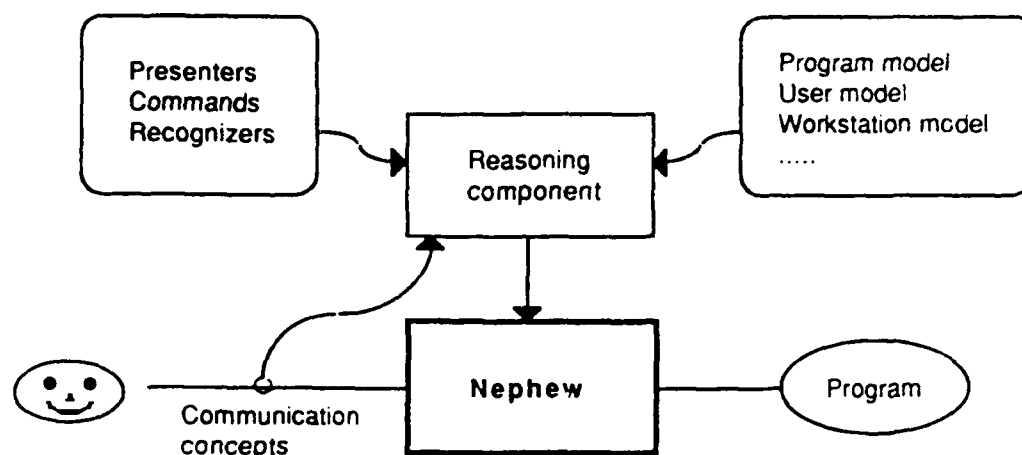 Presenters
Commands
Recognizers
Program model
User model
Workstation model
.....
Reasoning
component
Nephew
Program
Communication
concepts